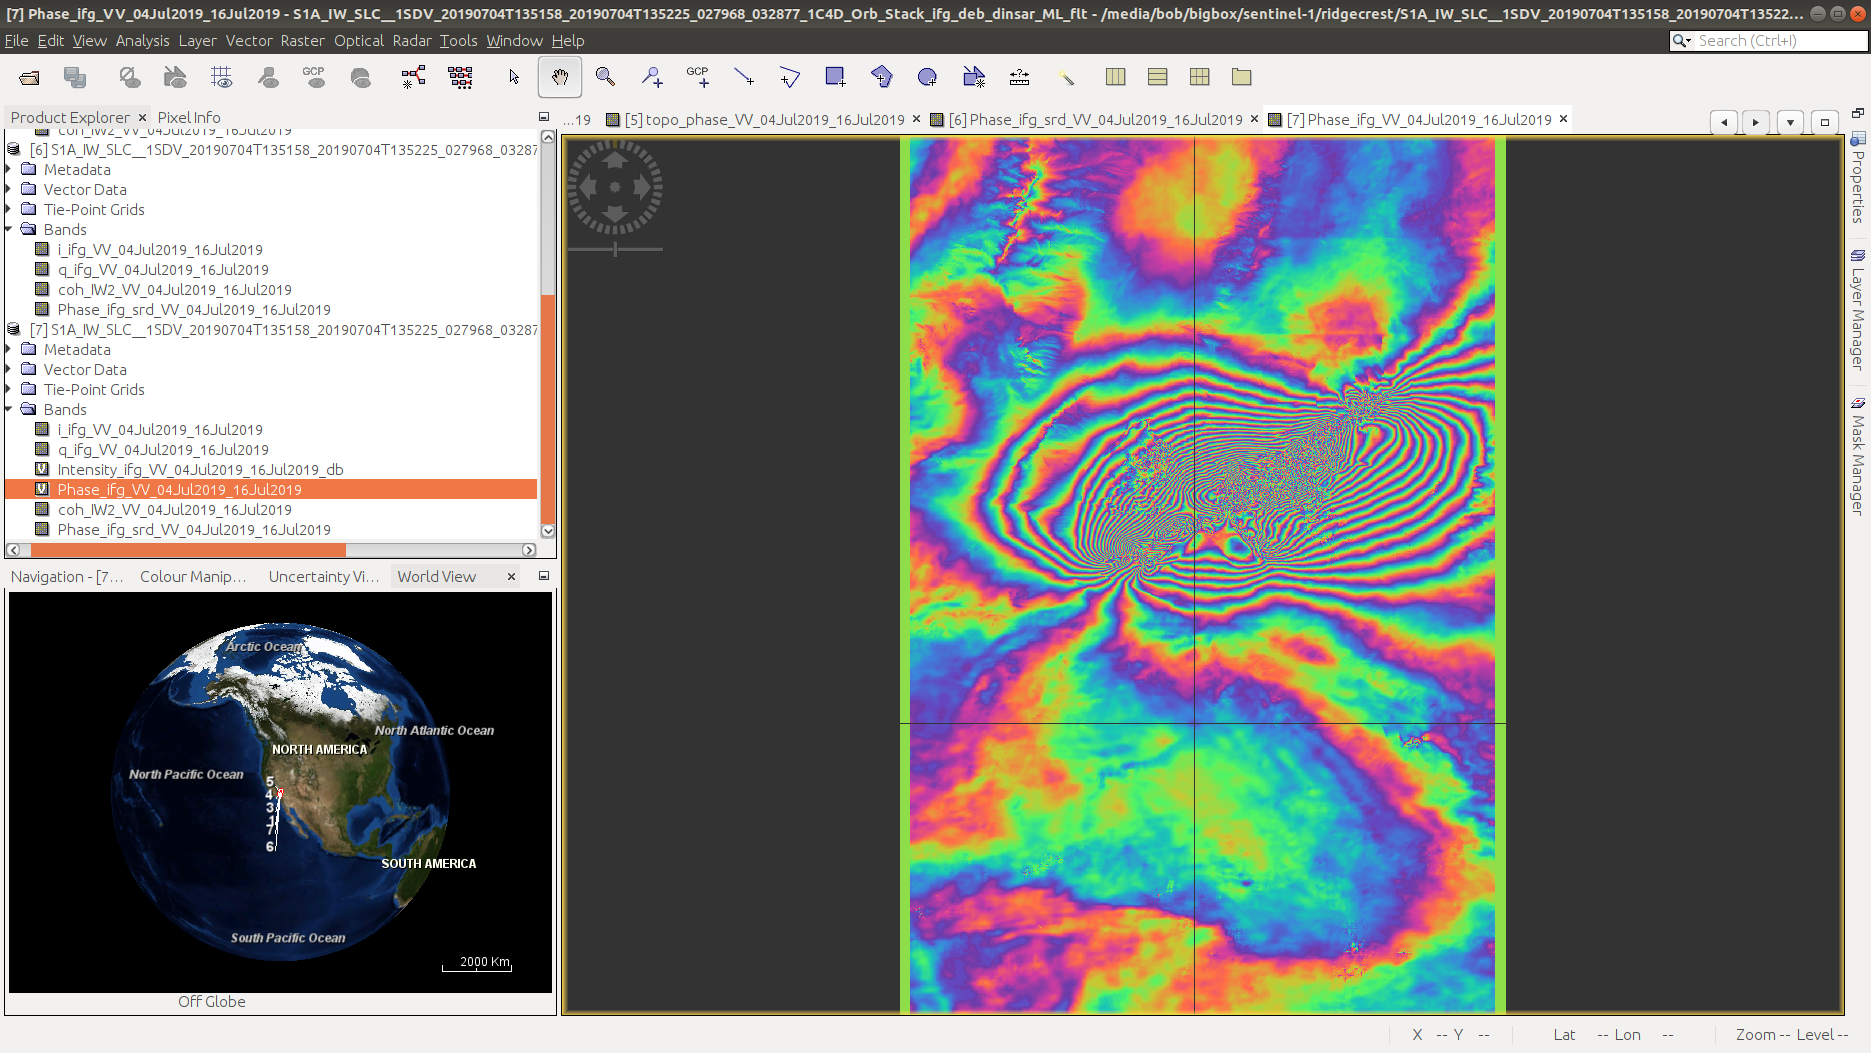 [7] Phase_ifg_VV_04Jul2019_16Jul2019 - S1A_IW_SLC__1SDV_20190704T135158_20190704T135225_027968_032877_1C4D_Orb_Stack_ifg_deb_dinsar_ML_flt - /media/bob/bigbox/sentinel-1/ridgecrest/S1A_IW_SLC__1SDV_20190704T135158_20190704T13522...
File Edit View Analysis Layer Vector Raster Optical Radar Tools Window Help
Search (Ctrl+I)
GCP
GCP
Product Explorer × Pixel Info
...19 [5] topo_phase_VV_04Jul2019_16Jul2019 × [6] Phase_ifg_srd_VV_04Jul2019_16Jul2019 × [7] Phase_ifg_VV_04Jul2019_16Jul2019 ×
coh_IW2_VV_04Jul2019_16Jul2019
[6] S1A_IW_SLC__1SDV_20190704T135158_20190704T135225_027968_03287
Metadata
Vector Data
Tie-Point Grids
Bands
i_ifg_VV_04Jul2019_16Jul2019
q_ifg_VV_04Jul2019_16Jul2019
coh_IW2_VV_04Jul2019_16Jul2019
Phase_ifg_srd_VV_04Jul2019_16Jul2019
[7] S1A_IW_SLC__1SDV_20190704T135158_20190704T135225_027968_03287
Metadata
Vector Data
Tie-Point Grids
Bands
i_ifg_VV_04Jul2019_16Jul2019
q_ifg_VV_04Jul2019_16Jul2019
Intensity_ifg_VV_04Jul2019_16Jul2019_db
Phase_ifg_VV_04Jul2019_16Jul2019
coh_IW2_VV_04Jul2019_16Jul2019
Phase_ifg_srd_VV_04Jul2019_16Jul2019
Properties
Layer Manager
Mask Manager
Navigation - [7... Colour Manip... Uncertainty Vi... World View ×
Arctic Ocean
North Atlantic Ocean
NORTH AMERICA
North Pacific Ocean
5
4
3
1
7
6
SOUTH AMERICA
South Pacific Ocean
2000 Km
Off Globe
X -- Y -- Lat -- Lon -- Zoom -- Level --